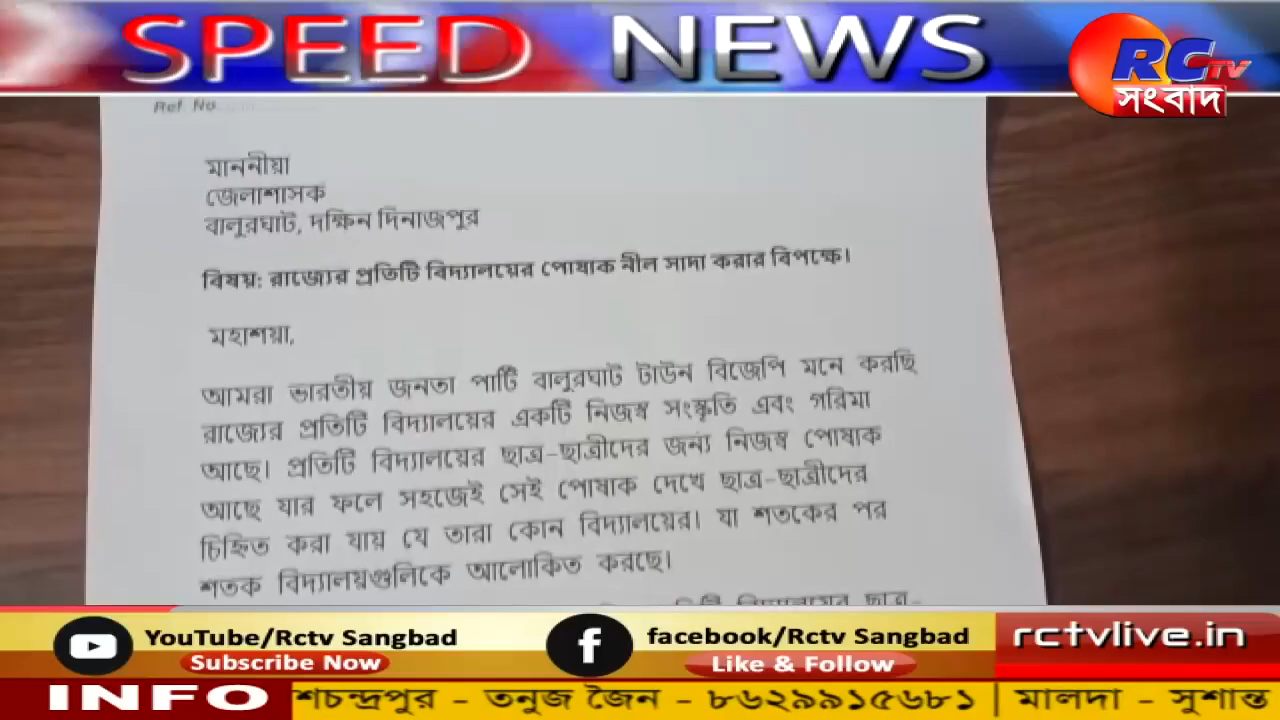 SPEED NEWS
RCTV
সংবাদ
Ref. No.
মাননীয়া
জেলাশাসক
বালুরঘাট, দক্ষিন দিনাজপুর
বিষয়: রাজ্যের প্রতিটি বিদ্যালয়ের পোষাক নীল সাদা করার বিপক্ষে।
মহাশয়া,
আমরা ভারতীয় জনতা পার্টি বালুরঘাট টাউন বিজেপি মনে করছি
রাজ্যের প্রতিটি বিদ্যালয়ের একটি নিজস্ব সংস্কৃতি এবং গরিমা
আছে। প্রতিটি বিদ্যালয়ের ছাত্র-ছাত্রীদের জন্য নিজস্ব পোষাক
আছে যার ফলে সহজেই সেই পোষাক দেখে ছাত্র-ছাত্রীদের
চিহ্নিত করা যায় যে তারা কোন বিদ্যালয়ের। যা শতকের পর
শতক বিদ্যালয়গুলিকে আলোকিত করছে।
বিদ্যালয়ের ছাত্র-
YouTube/Rctv Sangbad
Subscribe Now
facebook/Rctv Sangbad
Like & Follow
rctvlive.in
INFO
শচন্দ্রপুর - তনুজ জৈন - ৮৬২৯৯১৫৬৮১ | মালদা - সুশান্ত